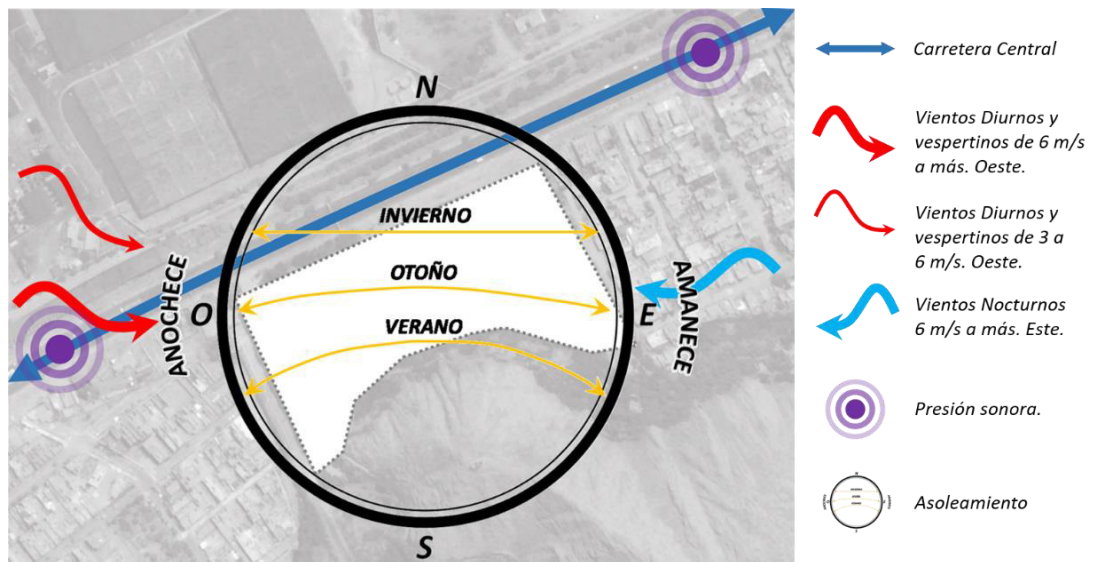 N
INVIERNO
OTOÑO
VERANO
ANOCHECE
O
E
AMANECE
S
Carretera Central
Vientos Diurnos y
vespertinos de 6 m/s
a más. Oeste.
Vientos Diurnos y
vespertinos de 3 a
6 m/s. Oeste.
Vientos Nocturnos
6 m/s a más. Este.
Presión sonora.
Asoleamiento